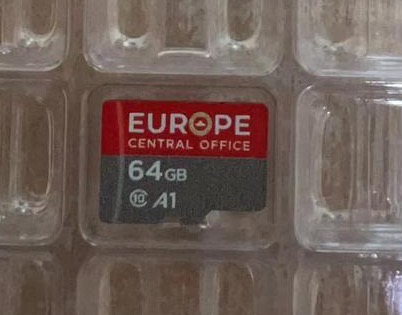 EUROPE
CENTRAL OFFICE
64GB
10 A1